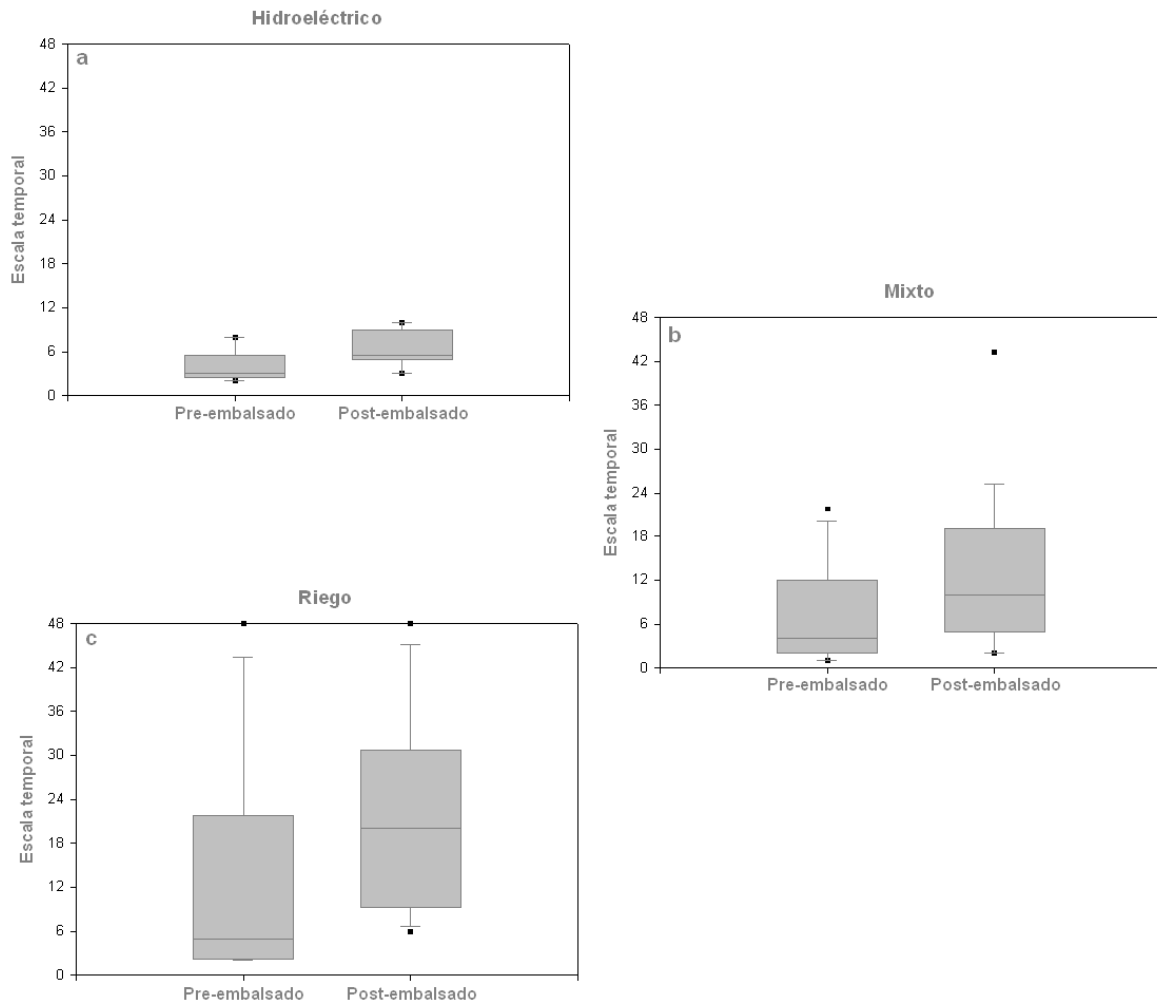 Hidroeléctrico
a
48
42
36
30
24
18
12
6
0
Escala temporal
Pre-embalsado Post-embalsado
Mixto
b
48
42
36
30
24
18
12
6
0
Escala temporal
Pre-embalsado Post-embalsado
Riego
c
48
42
36
30
24
18
12
6
0
Escala temporal
Pre-embalsado Post-embalsado